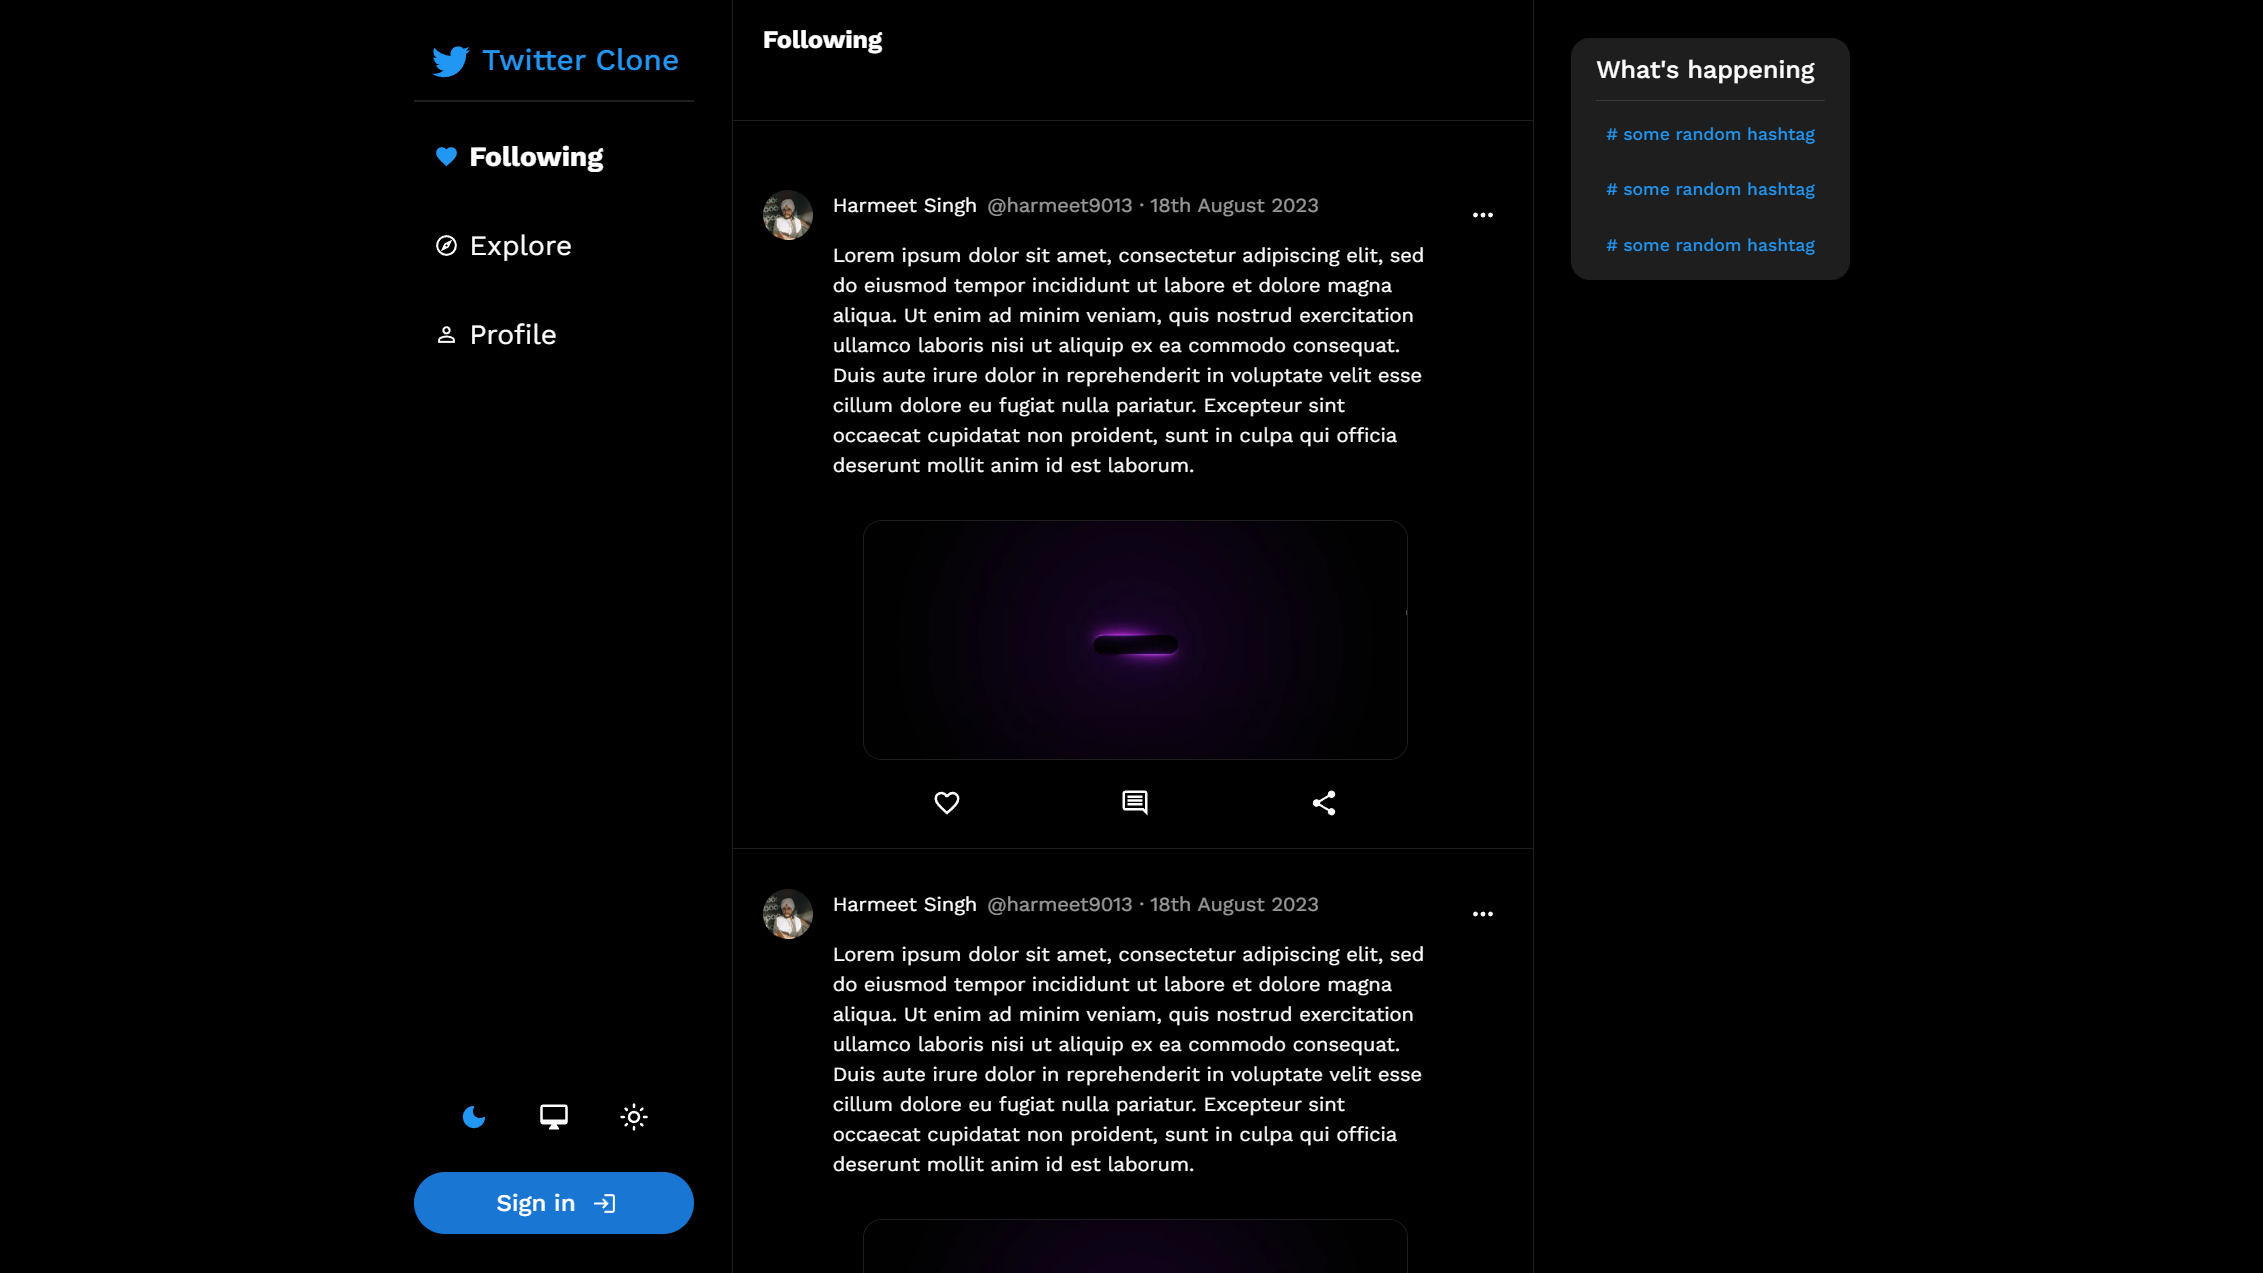 Twitter Clone
Following
Explore
Profile
Sign in
Following
Harmeet Singh @harmeet9013 · 18th August 2023
Lorem ipsum dolor sit amet, consectetur adipiscing elit, sed
do eiusmod tempor incididunt ut labore et dolore magna
aliqua. Ut enim ad minim veniam, quis nostrud exercitation
ullamco laboris nisi ut aliquip ex ea commodo consequat.
Duis aute irure dolor in reprehenderit in voluptate velit esse
cillum dolore eu fugiat nulla pariatur. Excepteur sint
occaecat cupidatat non proident, sunt in culpa qui officia
deserunt mollit anim id est laborum.
Harmeet Singh @harmeet9013 · 18th August 2023
Lorem ipsum dolor sit amet, consectetur adipiscing elit, sed
do eiusmod tempor incididunt ut labore et dolore magna
aliqua. Ut enim ad minim veniam, quis nostrud exercitation
ullamco laboris nisi ut aliquip ex ea commodo consequat.
Duis aute irure dolor in reprehenderit in voluptate velit esse
cillum dolore eu fugiat nulla pariatur. Excepteur sint
occaecat cupidatat non proident, sunt in culpa qui officia
deserunt mollit anim id est laborum.
What's happening
# some random hashtag
# some random hashtag
# some random hashtag